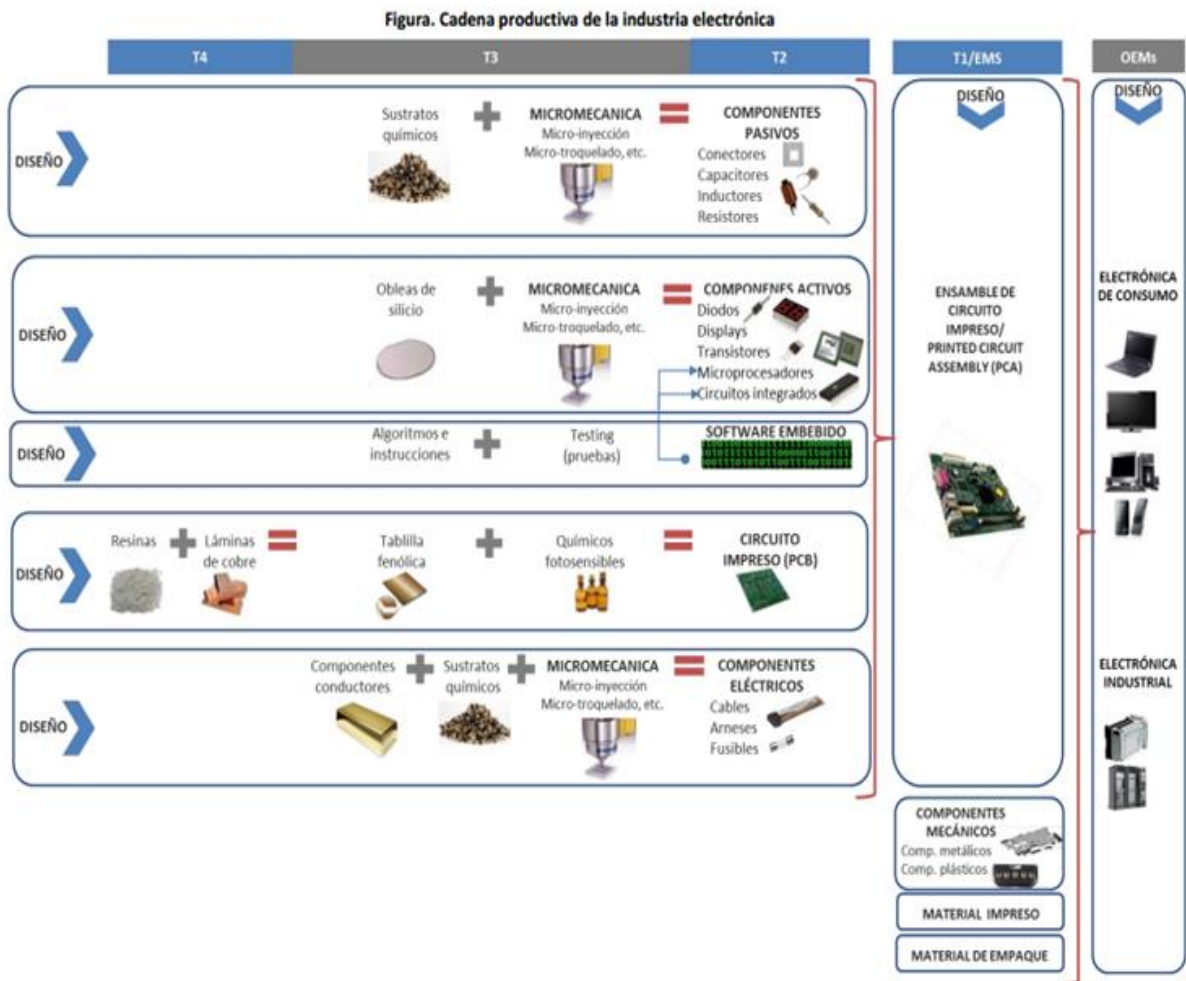 Figura. Cadena productiva de la industria electrónica
T4
T3
T2
T1/EMS
OEMs
DISEÑO
Sustratos
químicos
MICROMECANICA
Micro-inyección
Micro-troquelado, etc.
COMPONENTES
PASIVOS
Conectores
Capacitores
Inductores
Resistores
DISEÑO
Obleas de
silicio
MICROMECANICA
Micro-inyección
Micro-troquelado, etc.
COMPONENES ACTIVOS
Diodos
Displays
Transistores
Microprocesadores
Circuitos integrados
DISEÑO
Algoritmos e
instrucciones
Testing
(pruebas)
SOFTWARE EMBEBIDO
DISEÑO
Resinas
Láminas
de cobre
Tablilla
fenólica
Químicos
fotosensibles
CIRCUITO
IMPRESO (PCB)
DISEÑO
Componentes
conductores
Sustratos
químicos
MICROMECANICA
Micro-inyección
Micro-troquelado, etc.
COMPONENTES
ELÉCTRICOS
Cables
Arneses
Fusibles
DISEÑO
ENSAMBLE DE
CIRCUITO
IMPRESO/
PRINTED CIRCUIT
ASSEMBLY (PCA)
COMPONENTES
MECÁNICOS
Comp. metálicos
Comp. plásticos
MATERIAL IMPRESO
MATERIAL DE EMPAQUE
DISEÑO
ELECTRÓNICA
DE CONSUMO
ELECTRÓNICA
INDUSTRIAL